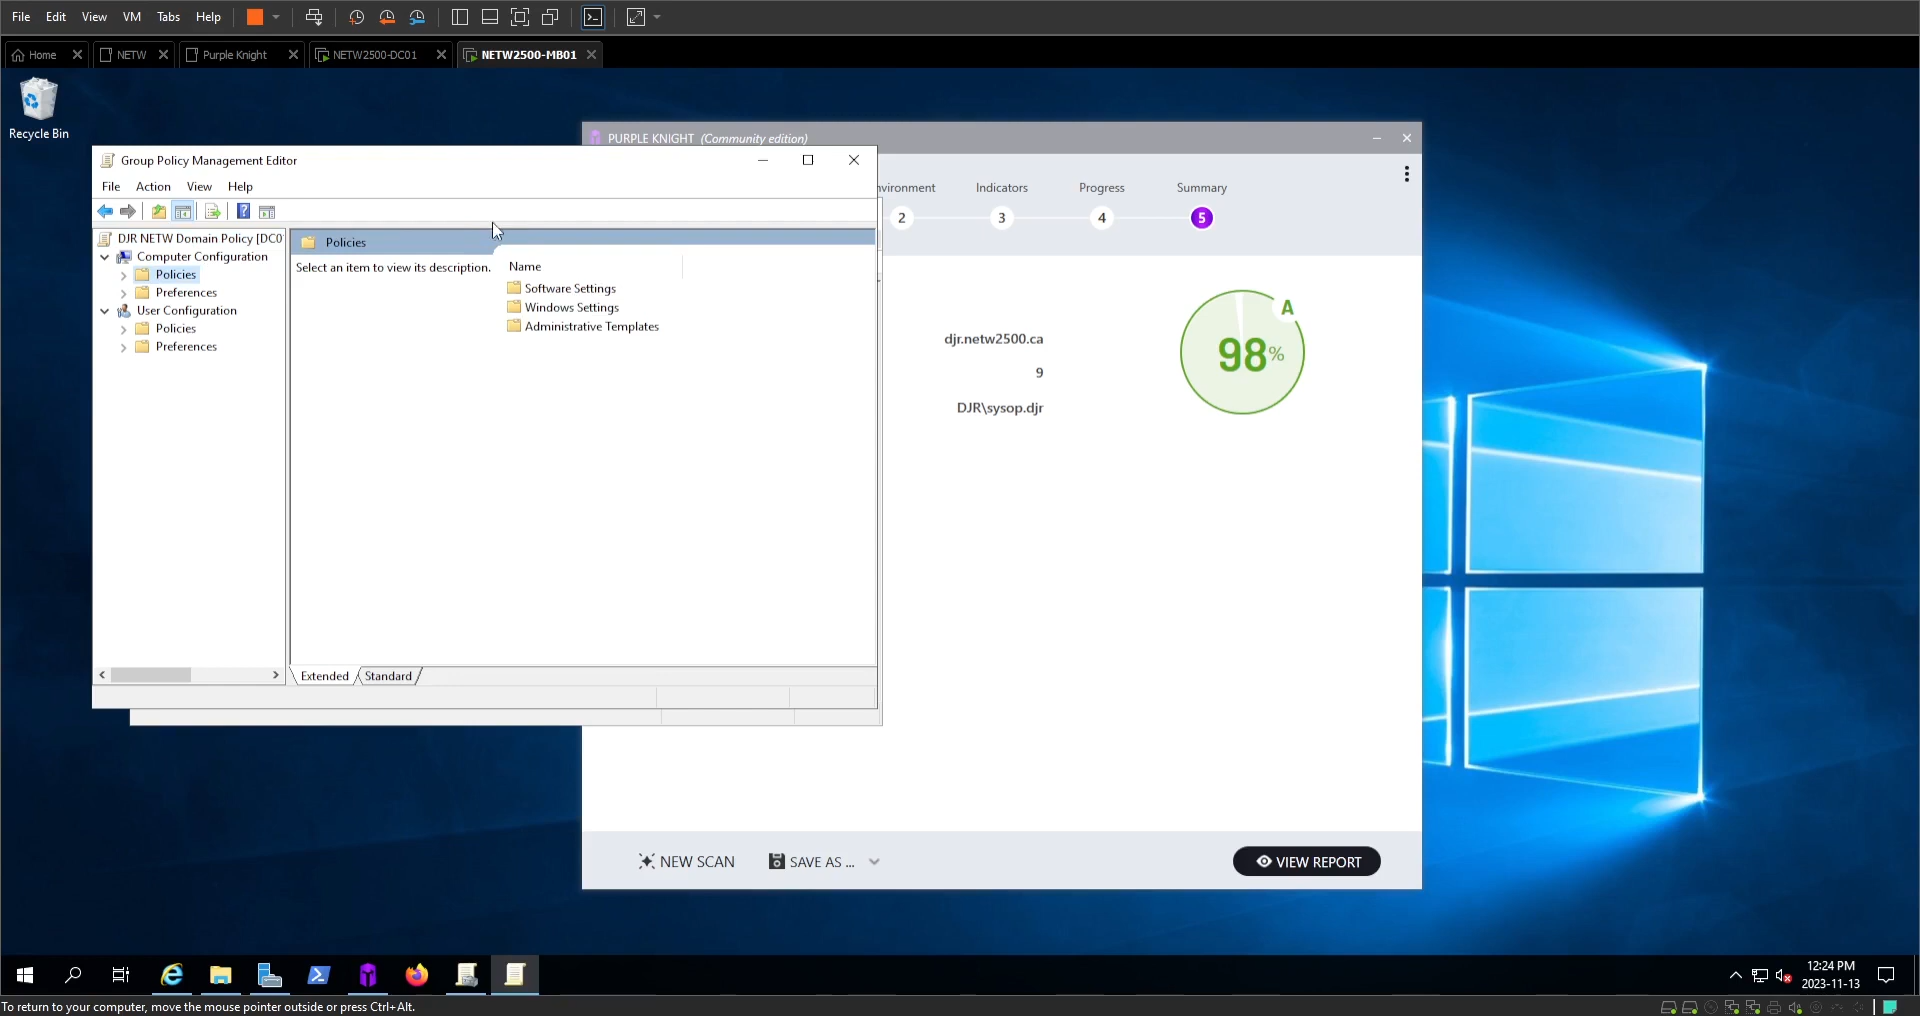 File Edit View VM Tabs Help
Home NETW Purple Knight NETW2500-DC01 NETW2500-MB01
Recycle Bin
PURPLE KNIGHT (Community edition)
Group Policy Management Editor
File Action View Help
nvironment Indicators Progress Summary
2 3 4 5
DJR NETW Domain Policy [DC0
Computer Configuration
Policies
Preferences
User Configuration
Policies
Preferences
Policies
Select an item to view its description.
Name
Software Settings
Windows Settings
Administrative Templates
Extended Standard
djr.netw2500.ca
9
DJR\sysop.djr
A
98%
NEW SCAN SAVE AS ... VIEW REPORT
12:24 PM
2023-11-13
To return to your computer, move the mouse pointer outside or press Ctrl+Alt.